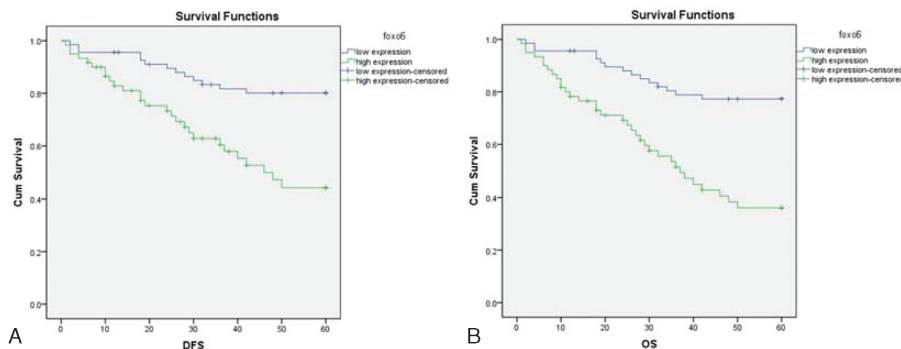 Survival Functions
foxo6
low expression
high expression
low expression-censored
high expression-censored
Cum Survival
1.0
0.8
0.6
0.4
0.2
0.0
0 10 20 30 40 50 60
DFS
A
Survival Functions
foxo6
low expression
high expression
low expression-censored
high expression-censored
Cum Survival
1.0
0.8
0.6
0.4
0.2
0.0
0 10 20 30 40 50 60
OS
B